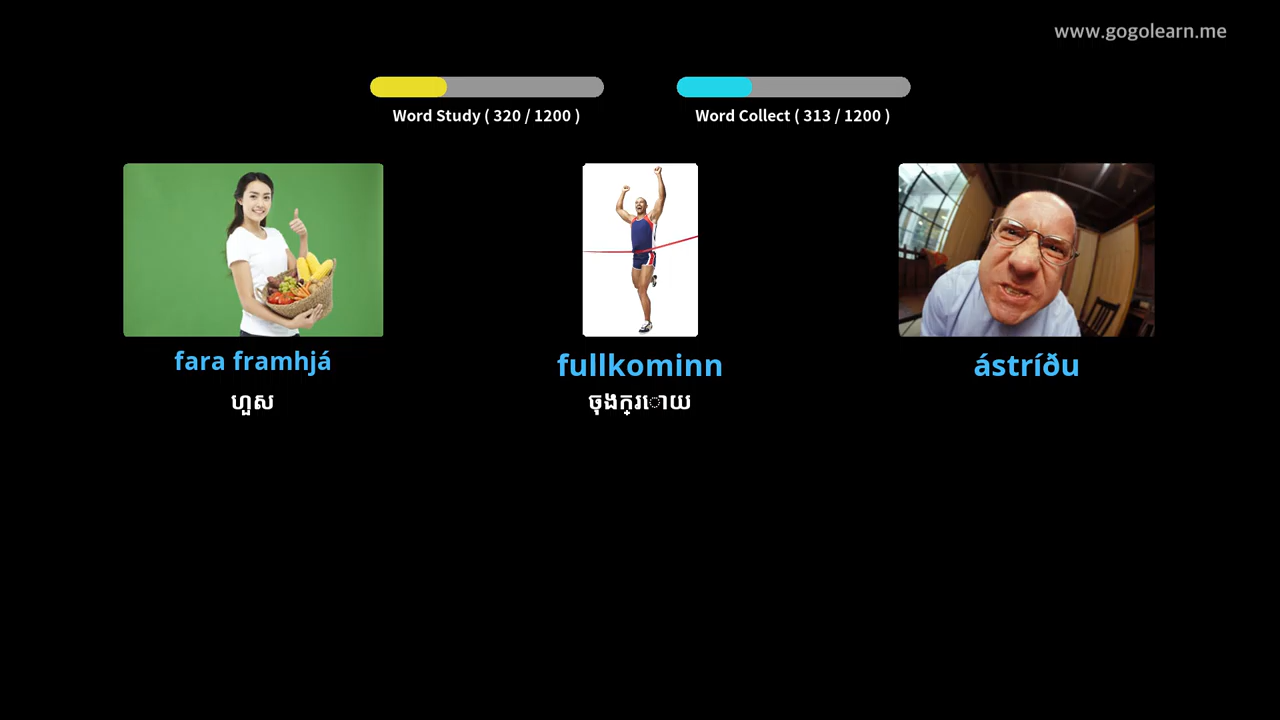 www.gogolearn.me
Word Study ( 320 / 1200 )
Word Collect ( 313 / 1200 )
fara framhjá
fullkominn
ástríðu
ហួស
ចុងក្រោយ